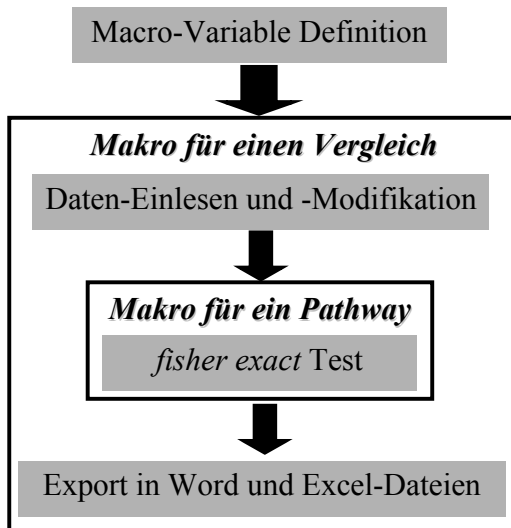 Macro-Variable Definition
Makro für einen Vergleich
Daten-Einlesen und -Modifikation
Makro für ein Pathway
fisher exact Test
Export in Word und Excel-Dateien